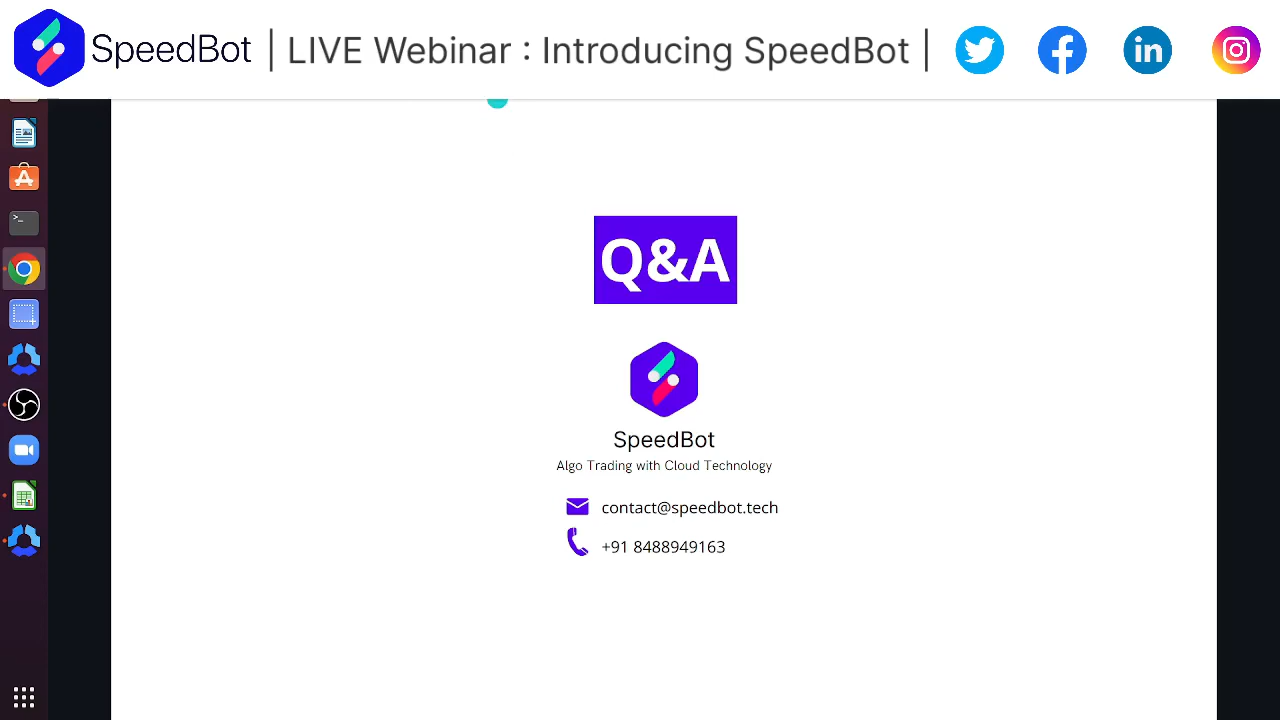 SpeedBot | LIVE Webinar : Introducing SpeedBot |
Q&A
SpeedBot
Algo Trading with Cloud Technology
contact@speedbot.tech
+91 8488949163